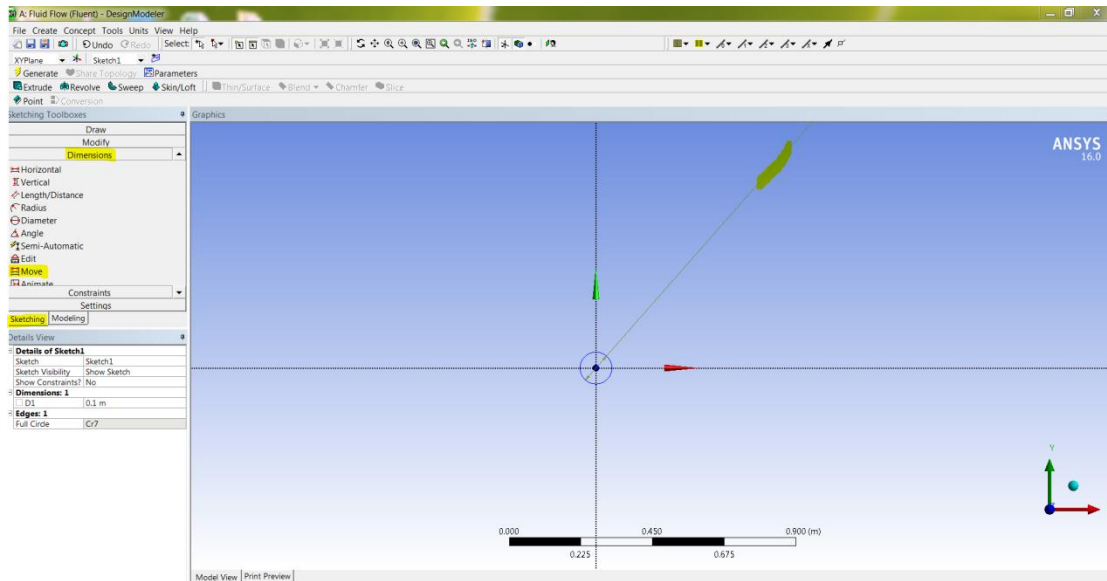 A: Fluid Flow (Fluent) - DesignModeler
File Create Concept Tools Units View Help
Undo Redo Select:
XYPlane Sketch1
Generate Share Topology Parameters
Extrude Revolve Sweep Skin/Loft Thin/Surface Blend Chamfer Slice
Point Conversion
Sketching Toolboxes
Graphics
Draw
Modify
Dimensions
Horizontal
Vertical
Length/Distance
Radius
Diameter
Angle
Semi-Automatic
Edit
Move
Animate
Constraints
Settings
Sketching Modeling
Details View
Details of Sketch1
Sketch Sketch1
Sketch Visibility Show Sketch
Show Constraints? No
Dimensions: 1
D1 0.1 m
Edges: 1
Full Circle Cr7
ANSYS
16.0
Y
0.000 0.450 0.900 (m)
0.225 0.675
Model View Print Preview